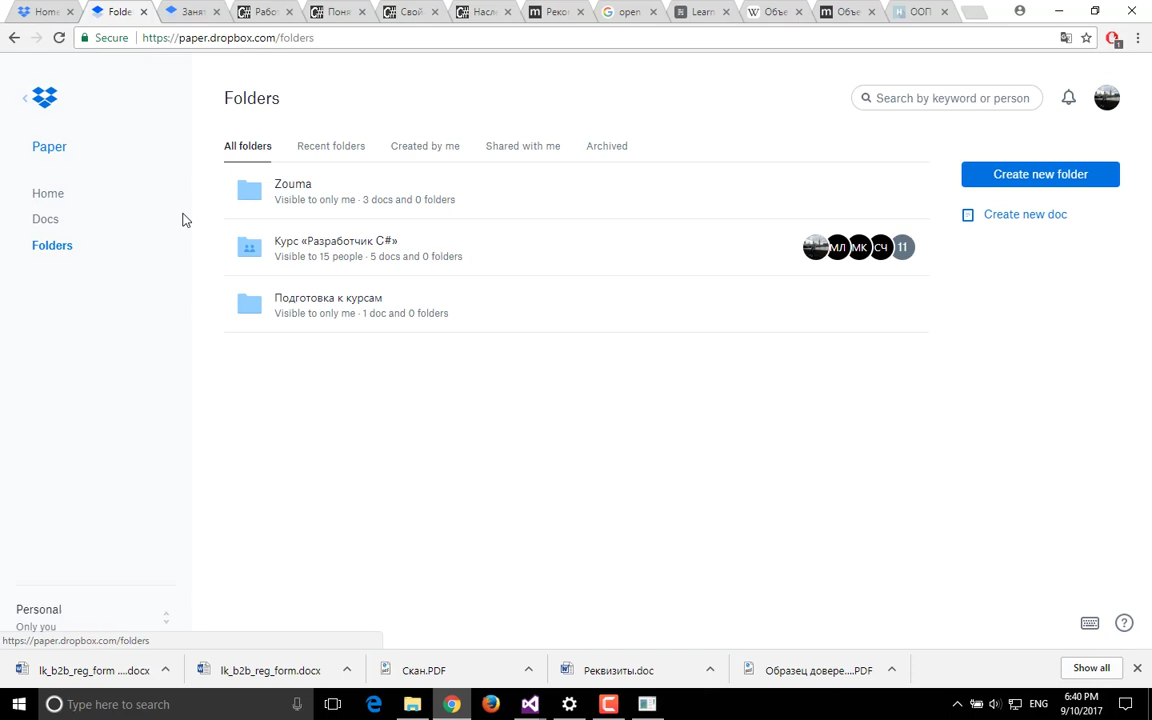 Home
Folde
Занят
Рабо
Поня
Свой
Насле
Реко
open
Learn
Объе
Объе
ООП
Secure
https://paper.dropbox.com/folders
1
Folders
Search by keyword or person
Paper
Home
Docs
Folders
All folders
Recent folders
Created by me
Shared with me
Archived
Create new folder
Create new doc
Zouma
Visible to only me · 3 docs and 0 folders
Курс «Разработчик C#»
Visible to 15 people · 5 docs and 0 folders
МЛ
МК
СЧ
11
Подготовка к курсам
Visible to only me · 1 doc and 0 folders
Personal
Only you
https://paper.dropbox.com/folders
lk_b2b_reg_form ....docx
lk_b2b_reg_form.docx
Скан.PDF
Реквизиты.doc
Образец довере....PDF
Show all
Type here to search
ENG
6:40 PM
9/10/2017